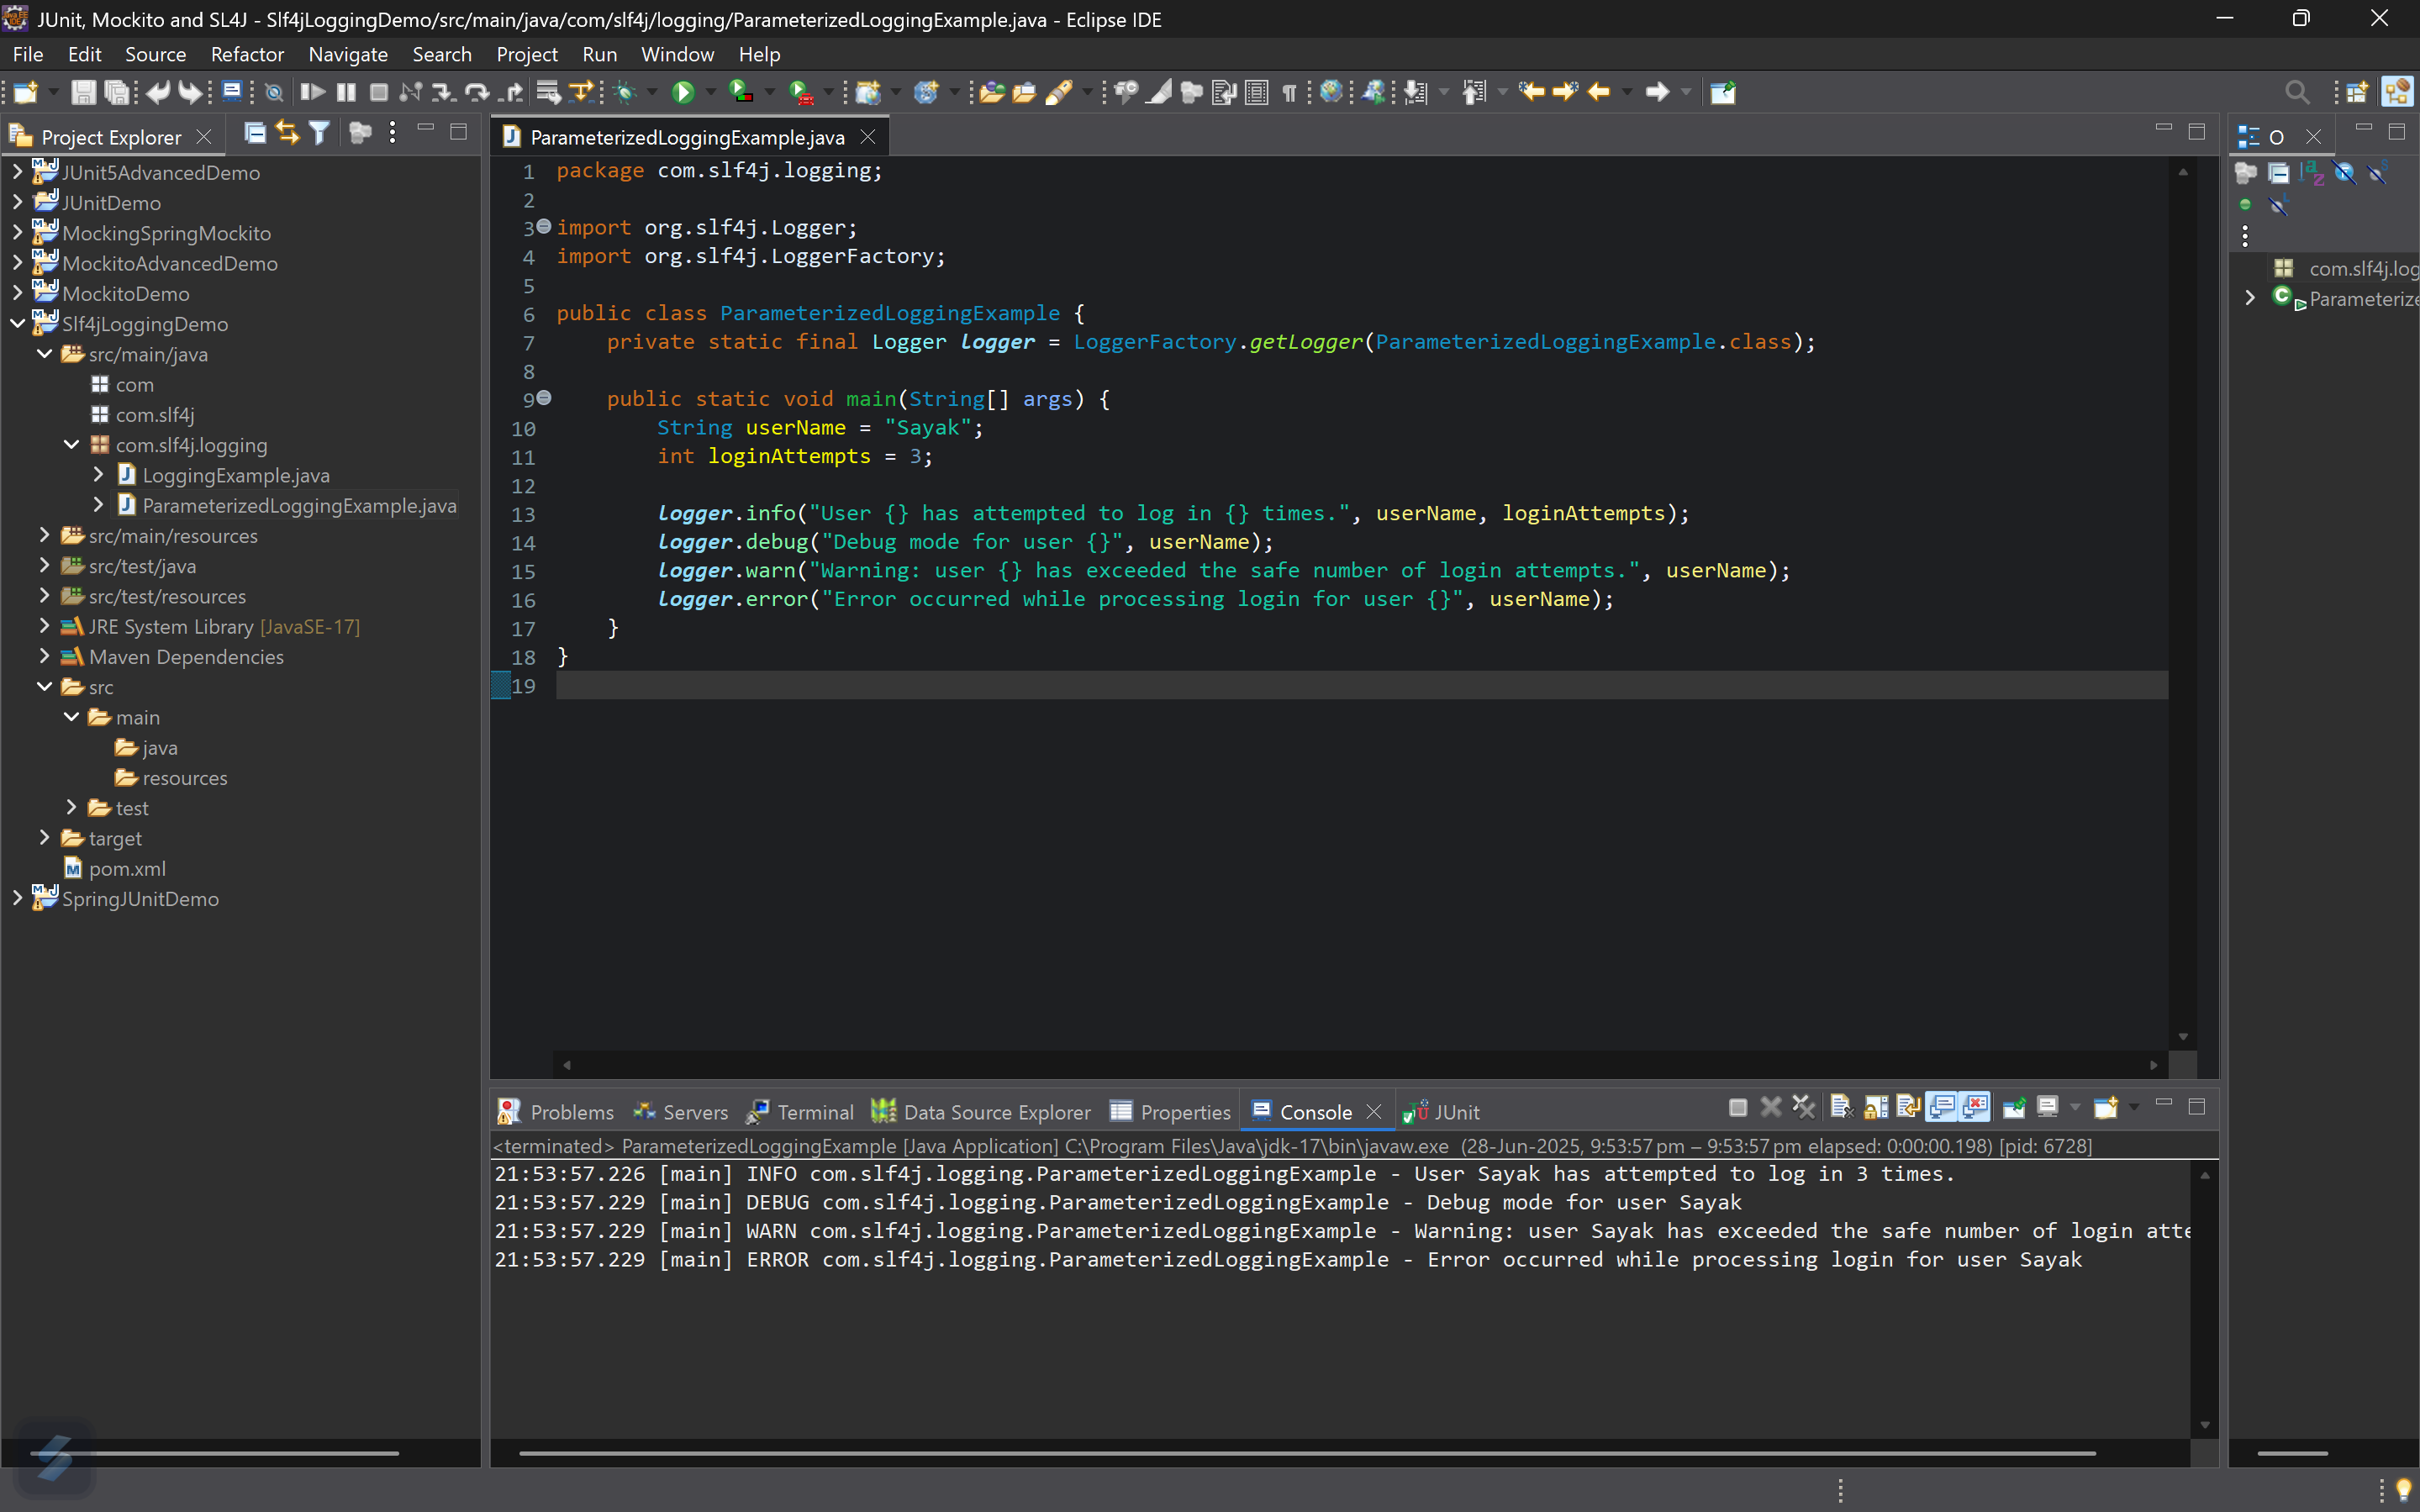 JUnit, Mockito and SL4J - Slf4jLoggingDemo/src/main/java/com/slf4j/logging/ParameterizedLoggingExample.java - Eclipse IDE
File Edit Source Refactor Navigate Search Project Run Window Help
Project Explorer
JUnit5AdvancedDemo
JUnitDemo
MockingSpringMockito
MockitoAdvancedDemo
MockitoDemo
Slf4jLoggingDemo
src/main/java
com
com.slf4j
com.slf4j.logging
LoggingExample.java
ParameterizedLoggingExample.java
src/main/resources
src/test/java
src/test/resources
JRE System Library [JavaSE-17]
Maven Dependencies
src
main
java
resources
test
target
pom.xml
SpringJUnitDemo
ParameterizedLoggingExample.java
1 package com.slf4j.logging;
2
3 import org.slf4j.Logger;
4 import org.slf4j.LoggerFactory;
5
6 public class ParameterizedLoggingExample {
7 private static final Logger logger = LoggerFactory.getLogger(ParameterizedLoggingExample.class);
8
9 public static void main(String[] args) {
10 String userName = "Sayak";
11 int loginAttempts = 3;
12
13 logger.info("User {} has attempted to log in {} times.", userName, loginAttempts);
14 logger.debug("Debug mode for user {}", userName);
15 logger.warn("Warning: user {} has exceeded the safe number of login attempts.", userName);
16 logger.error("Error occurred while processing login for user {}", userName);
17 }
18 }
19
O
com.slf4j.log
Parameterize
Problems Servers Terminal Data Source Explorer Properties Console JUnit
<terminated> ParameterizedLoggingExample [Java Application] C:\Program Files\Java\jdk-17\bin\javaw.exe (28-Jun-2025, 9:53:57 pm – 9:53:57 pm elapsed: 0:00:00.198) [pid: 6728]
21:53:57.226 [main] INFO com.slf4j.logging.ParameterizedLoggingExample - User Sayak has attempted to log in 3 times.
21:53:57.229 [main] DEBUG com.slf4j.logging.ParameterizedLoggingExample - Debug mode for user Sayak
21:53:57.229 [main] WARN com.slf4j.logging.ParameterizedLoggingExample - Warning: user Sayak has exceeded the safe number of login atte
21:53:57.229 [main] ERROR com.slf4j.logging.ParameterizedLoggingExample - Error occurred while processing login for user Sayak